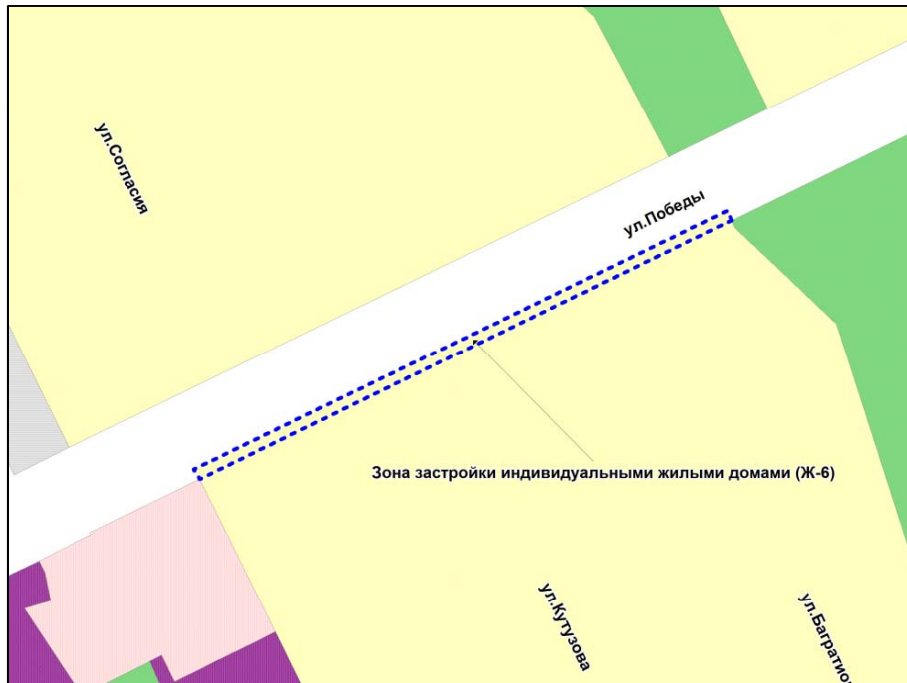 ул.Согласия
ул.Победы
Зона застройки индивидуальными жилыми домами (Ж-6)
ул.Кутузова